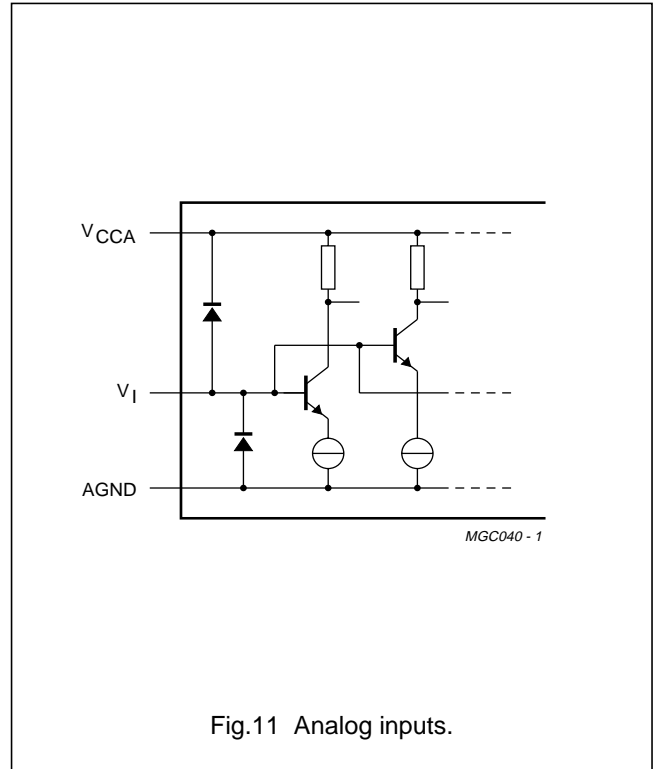 VCCA
VI
AGND
MGC040 - 1
Fig.11 Analog inputs.